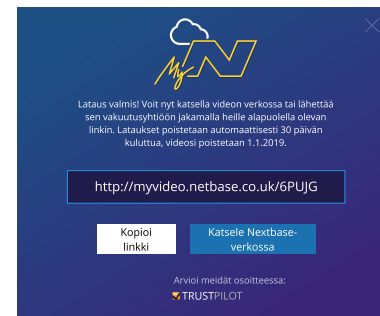 My N
Lataus valmis! Voit nyt katsella videon verkossa tai lähettää
sen vakuutusyhtiöön jakamalla heille alapuolella olevan
linkin. Lataukset poistetaan automaattisesti 30 päivän
kuluttua, videosi poistetaan 1.1.2019.
http://myvideo.netbase.co.uk/6PUJG
Kopioi
linkki
Katsele Nextbase-
verkossa
Arvioi meidät osoitteessa:
TRUSTPILOT